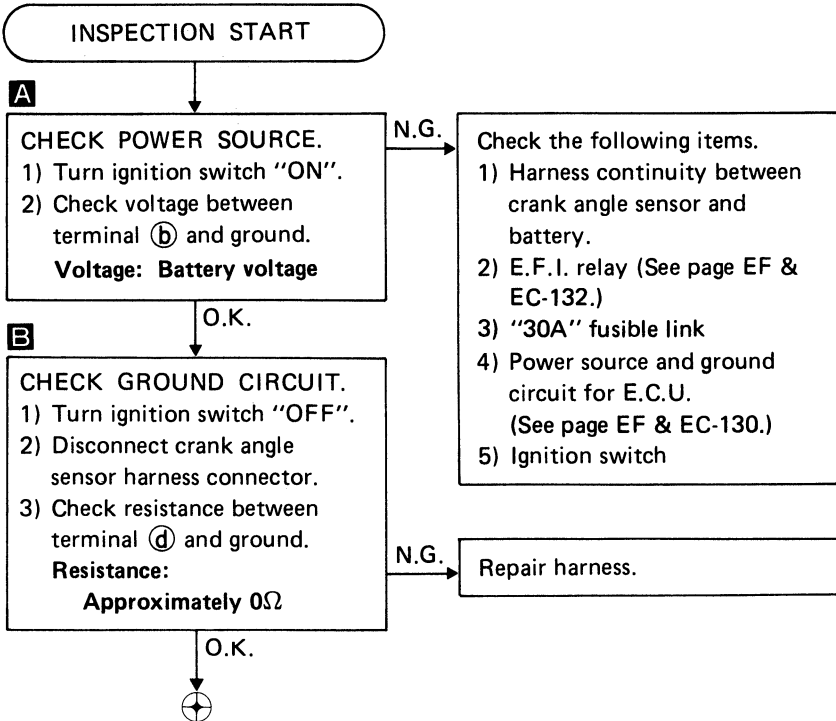 INSPECTION START
A
CHECK POWER SOURCE.
1) Turn ignition switch "ON".
2) Check voltage between
terminal ⓑ and ground.
Voltage: Battery voltage
N.G.
Check the following items.
1) Harness continuity between
crank angle sensor and
battery.
2) E.F.I. relay (See page EF &
EC-132.)
3) "30A" fusible link
4) Power source and ground
circuit for E.C.U.
(See page EF & EC-130.)
5) Ignition switch
O.K.
B
CHECK GROUND CIRCUIT.
1) Turn ignition switch "OFF".
2) Disconnect crank angle
sensor harness connector.
3) Check resistance between
terminal ⓓ and ground.
Resistance:
Approximately 0Ω
N.G.
Repair harness.
O.K.